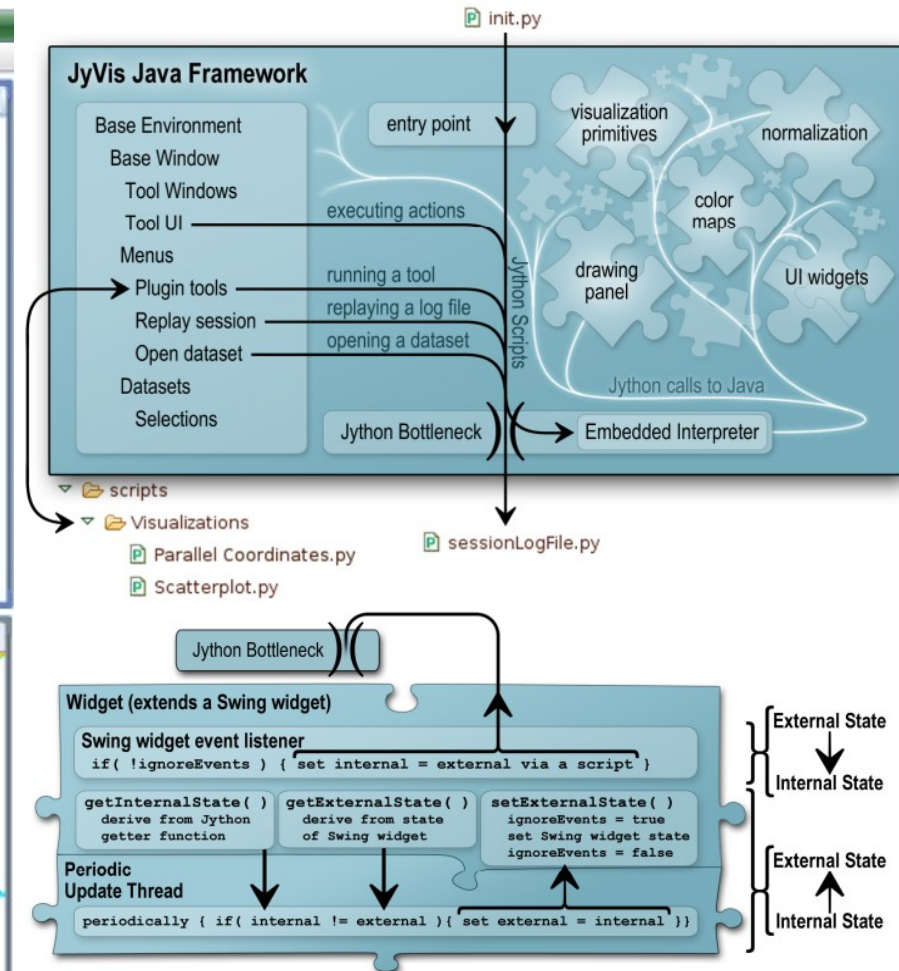 init.py
JyVis Java Framework
Base Environment
Base Window
Tool Windows
Tool UI
Menus
Plugin tools
Replay session
Open dataset
Datasets
Selections
entry point
executing actions
running a tool
replaying a log file
opening a dataset
Jython Scripts
visualization
primitives
normalization
color
maps
drawing
panel
UI widgets
Jython calls to Java
Jython Bottleneck
Embedded Interpreter
scripts
Visualizations
Parallel Coordinates.py
Scatterplot.py
sessionLogFile.py
Jython Bottleneck
Widget (extends a Swing widget)
Swing widget event listener
if( !ignoreEvents ) { set internal = external via a script }
getInternalState( )
derive from Jython
getter function
getExternalState( )
derive from state
of Swing widget
setExternalState( )
ignoreEvents = true
set Swing widget state
ignoreEvents = false
Periodic
Update Thread
periodically { if( internal != external ){ set external = internal }}
External State
Internal State
External State
Internal State